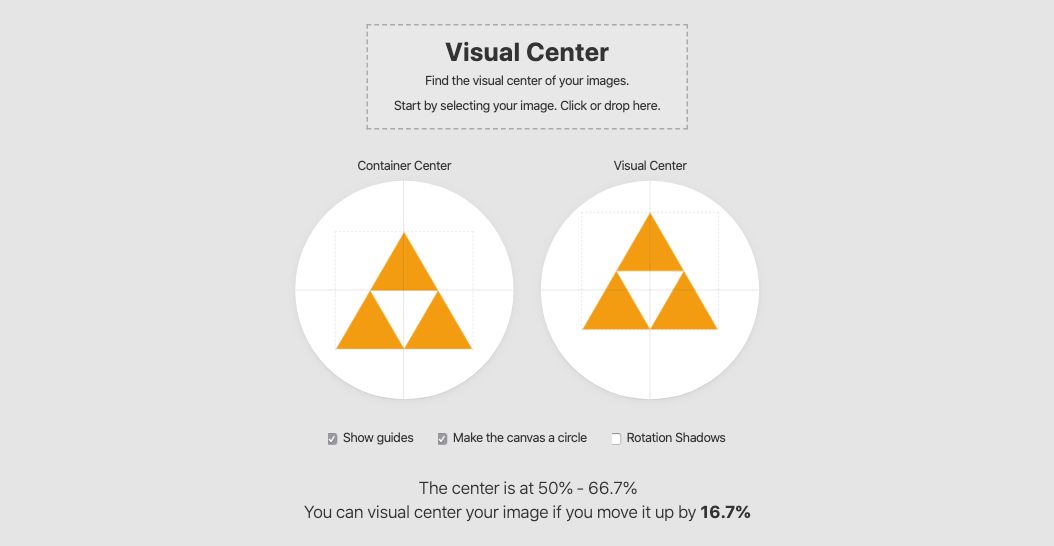 Visual Center
Find the visual center of your images.
Start by selecting your image. Click or drop here.
Container Center
Visual Center
Show guides
Make the canvas a circle
Rotation Shadows
The center is at 50% - 66.7%
You can visual center your image if you move it up by 16.7%